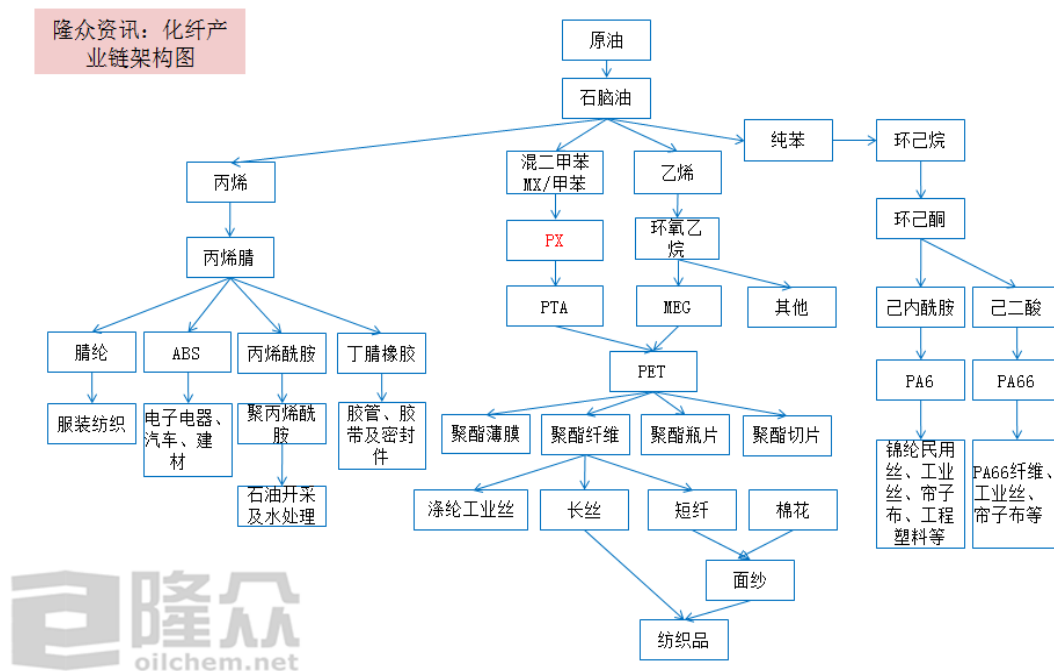 隆众资讯：化纤产
业链架构图
原油
石脑油
纯苯
环己烷
丙烯
混二甲苯
MX/甲苯
乙烯
环己酮
丙烯腈
PX
环氧乙
烷
PTA
MEG
其他
己内酰胺
己二酸
腈纶
ABS
丙烯酰胺
丁腈橡胶
PET
PA6
PA66
服装纺织
电子电器、
汽车、建
材
聚丙烯酰
胺
胶管、胶
带及密封
件
聚酯薄膜
聚酯纤维
聚酯瓶片
聚酯切片
石油开采
及水处理
涤纶工业丝
长丝
短纤
棉花
锦纶民用
丝、工业
丝、帘子
布、工程
塑料等
PA66纤维、
工业丝、
帘子布等
面纱
纺织品
隆众
oilchem.net